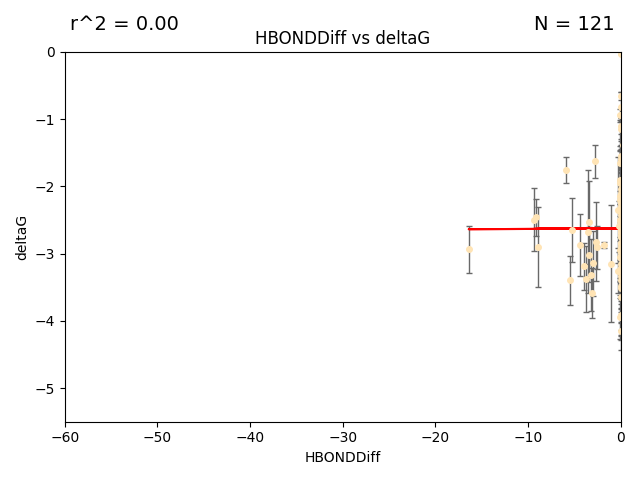 r^2 = 0.00
N = 121
HBONDDiff vs deltaG
0
−1
−2
−3
−4
−5
deltaG
−60
−50
−40
−30
−20
−10
0
HBONDDiff